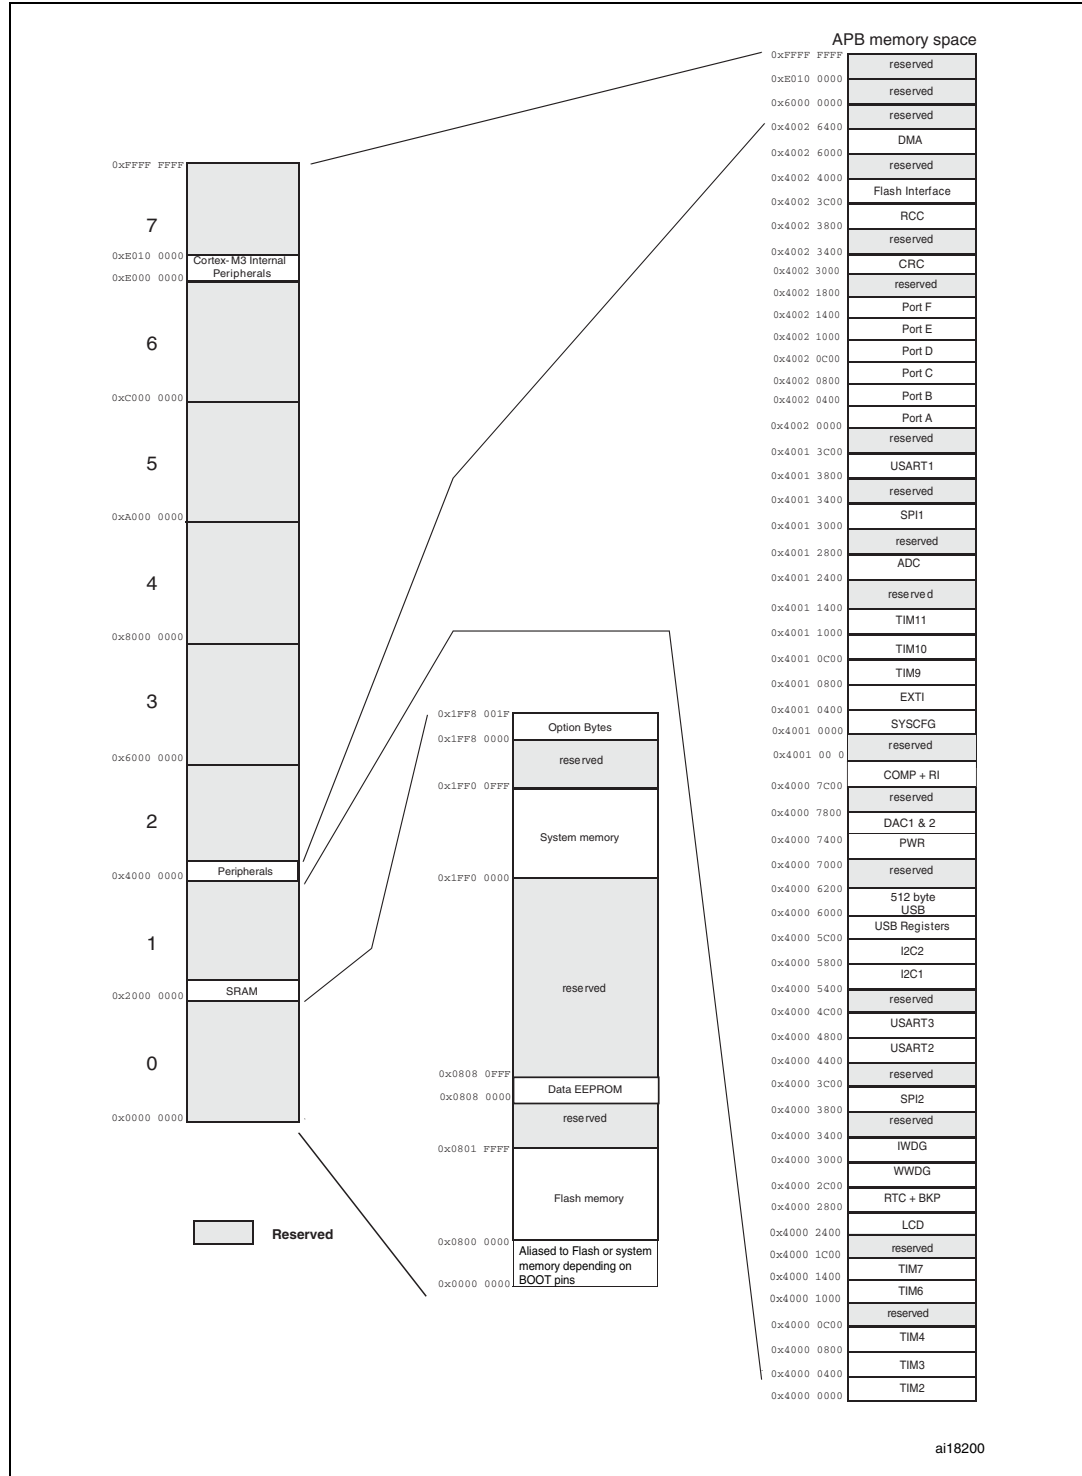 APB memory space
0xFFFF FFFF
reserved
0xE010 0000
reserved
0x6000 0000
reserved
0x4002 6400
DMA
0x4002 6000
reserved
0x4002 4000
Flash Interface
0x4002 3C00
RCC
0x4002 3800
reserved
0x4002 3400
CRC
0x4002 3000
reserved
0x4002 1800
Port F
0x4002 1400
Port E
0x4002 1000
Port D
0x4002 0C00
Port C
0x4002 0800
Port B
0x4002 0400
Port A
0x4002 0000
reserved
0x4001 3C00
USART1
0x4001 3800
reserved
0x4001 3400
SPI1
0x4001 3000
reserved
0x4001 2800
ADC
0x4001 2400
reserved
0x4001 1400
TIM11
0x4001 1000
TIM10
0x4001 0C00
TIM9
0x4001 0800
EXTI
0x4001 0400
SYSCFG
0x4001 0000
reserved
0x4001 00 0
COMP + RI
0x4000 7C00
reserved
0x4000 7800
DAC1 & 2
0x4000 7400
PWR
0x4000 7000
reserved
0x4000 6200
512 byte
USB
0x4000 6000
USB Registers
0x4000 5C00
I2C2
0x4000 5800
I2C1
0x4000 5400
reserved
0x4000 4C00
USART3
0x4000 4800
USART2
0x4000 4400
reserved
0x4000 3C00
SPI2
0x4000 3800
reserved
0x4000 3400
IWDG
0x4000 3000
WWDG
0x4000 2C00
RTC + BKP
0x4000 2800
LCD
0x4000 2400
reserved
0x4000 1C00
TIM7
0x4000 1400
TIM6
0x4000 1000
reserved
0x4000 0C00
TIM4
0x4000 0800
TIM3
0x4000 0400
TIM2
0x4000 0000
0xFFFF FFFF
7
0xE010 0000
Cortex-M3 Internal
Peripherals
0xE000 0000
6
0xC000 0000
5
0xA000 0000
4
0x8000 0000
3
0x6000 0000
2
Peripherals
0x4000 0000
1
SRAM
0x2000 0000
0
0x0000 0000
Reserved
0x1FF8 001F
Option Bytes
0x1FF8 0000
reserved
0x1FF0 0FFF
System memory
0x1FF0 0000
reserved
0x0808 0FFF
Data EEPROM
0x0808 0000
reserved
0x0801 FFFF
Flash memory
0x0800 0000
Aliased to Flash or system
memory depending on
BOOT pins
0x0000 0000
ai18200